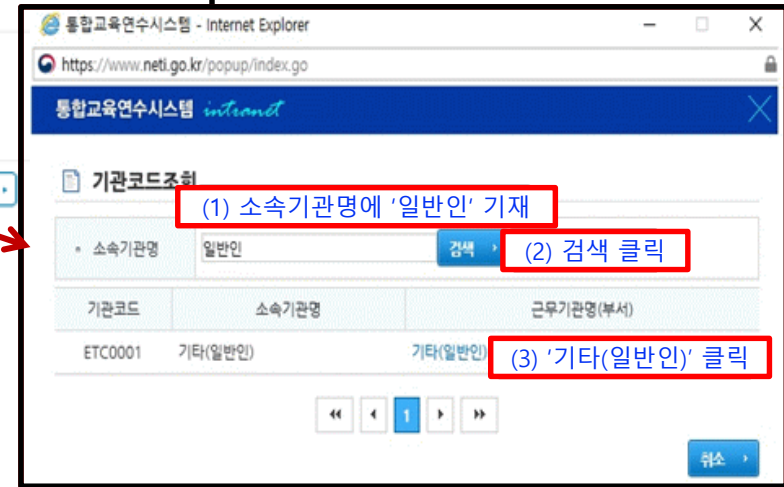 통합교육연수시스템 - Internet Explorer
https://www.neti.go.kr/popup/index.go
통합교육연수시스템 intranet
기관코드조회
(1) 소속기관명에 '일반인' 기재
소속기관명 일반인 검색 (2) 검색 클릭
기관코드 소속기관명 근무기관명(부서)
ETC0001 기타(일반인) 기타(일반인) (3) '기타(일반인)' 클릭
1
취소